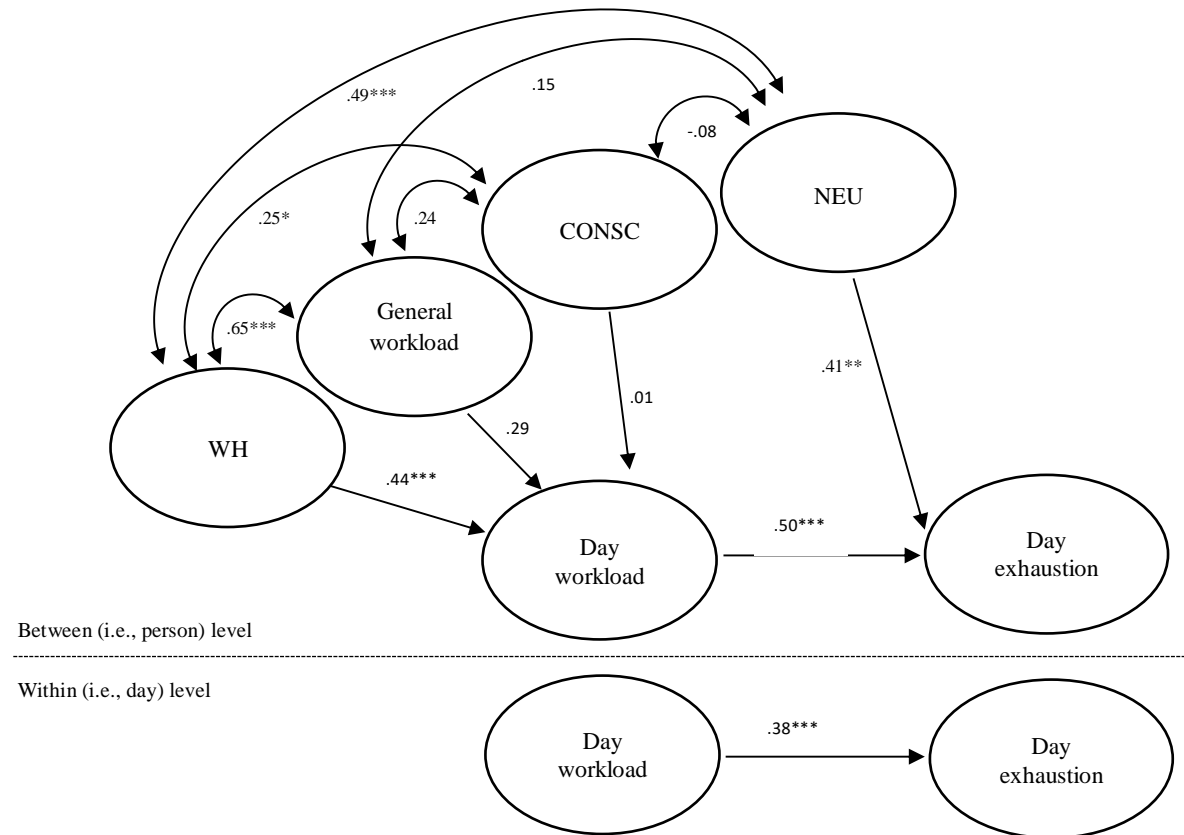 .49***
.15
-.08
NEU
.25*
.24
CONSC
General
workload
.65***
.41**
.01
WH
.29
.44***
Day
workload
.50***
Day
exhaustion
Between (i.e., person) level
Within (i.e., day) level
Day
workload
.38***
Day
exhaustion